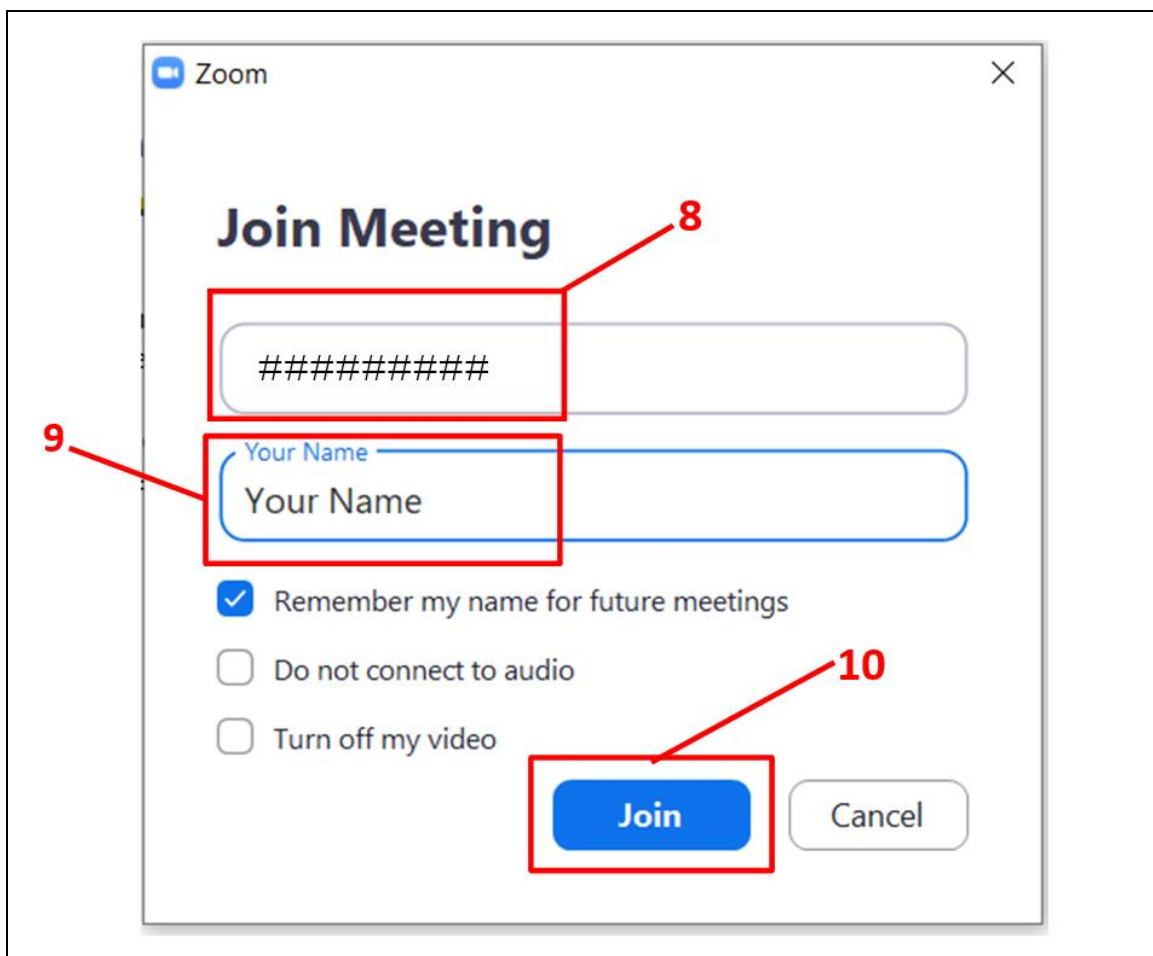 Zoom
Join Meeting
8
#########
9
Your Name
Your Name
Remember my name for future meetings
Do not connect to audio
10
Turn off my video
Join
Cancel